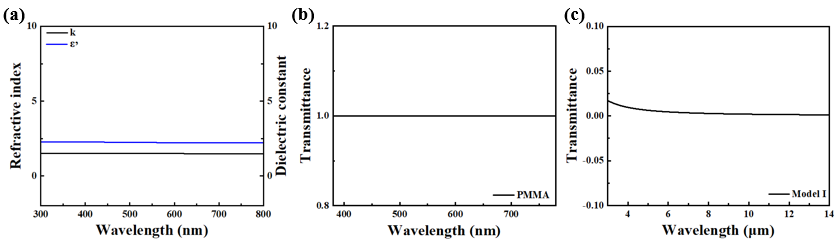 (a)
10
5
0
Refractive index
k
ε’
10
5
0
Dielectric constant
300 400 500 600 700 800
Wavelength (nm)
(b)
1.2
1.0
0.8
Transmittance
PMMA
400 500 600 700
Wavelength (nm)
(c)
0.10
0.05
0.00
-0.05
-0.10
Transmittance
Model I
4 6 8 10 12 14
Wavelength (μm)